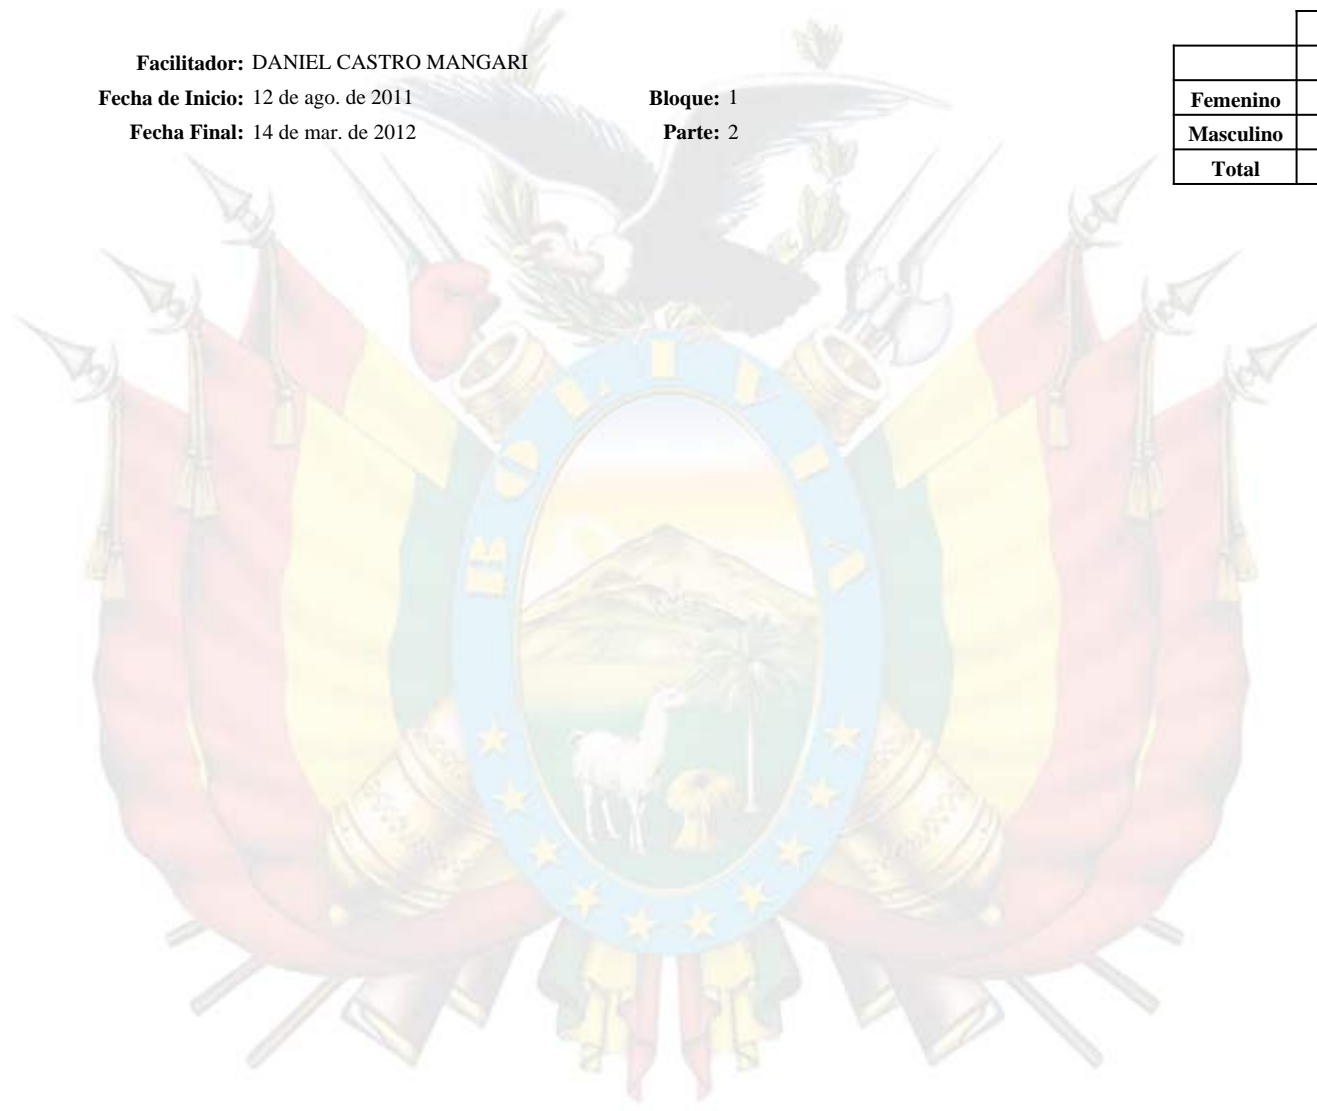 Facilitador: DANIEL CASTRO MANGARI
Fecha de Inicio: 12 de ago. de 2011 Bloque: 1
Fecha Final: 14 de mar. de 2012 Parte: 2
Femenino
Masculino
Total
BOLIVIA